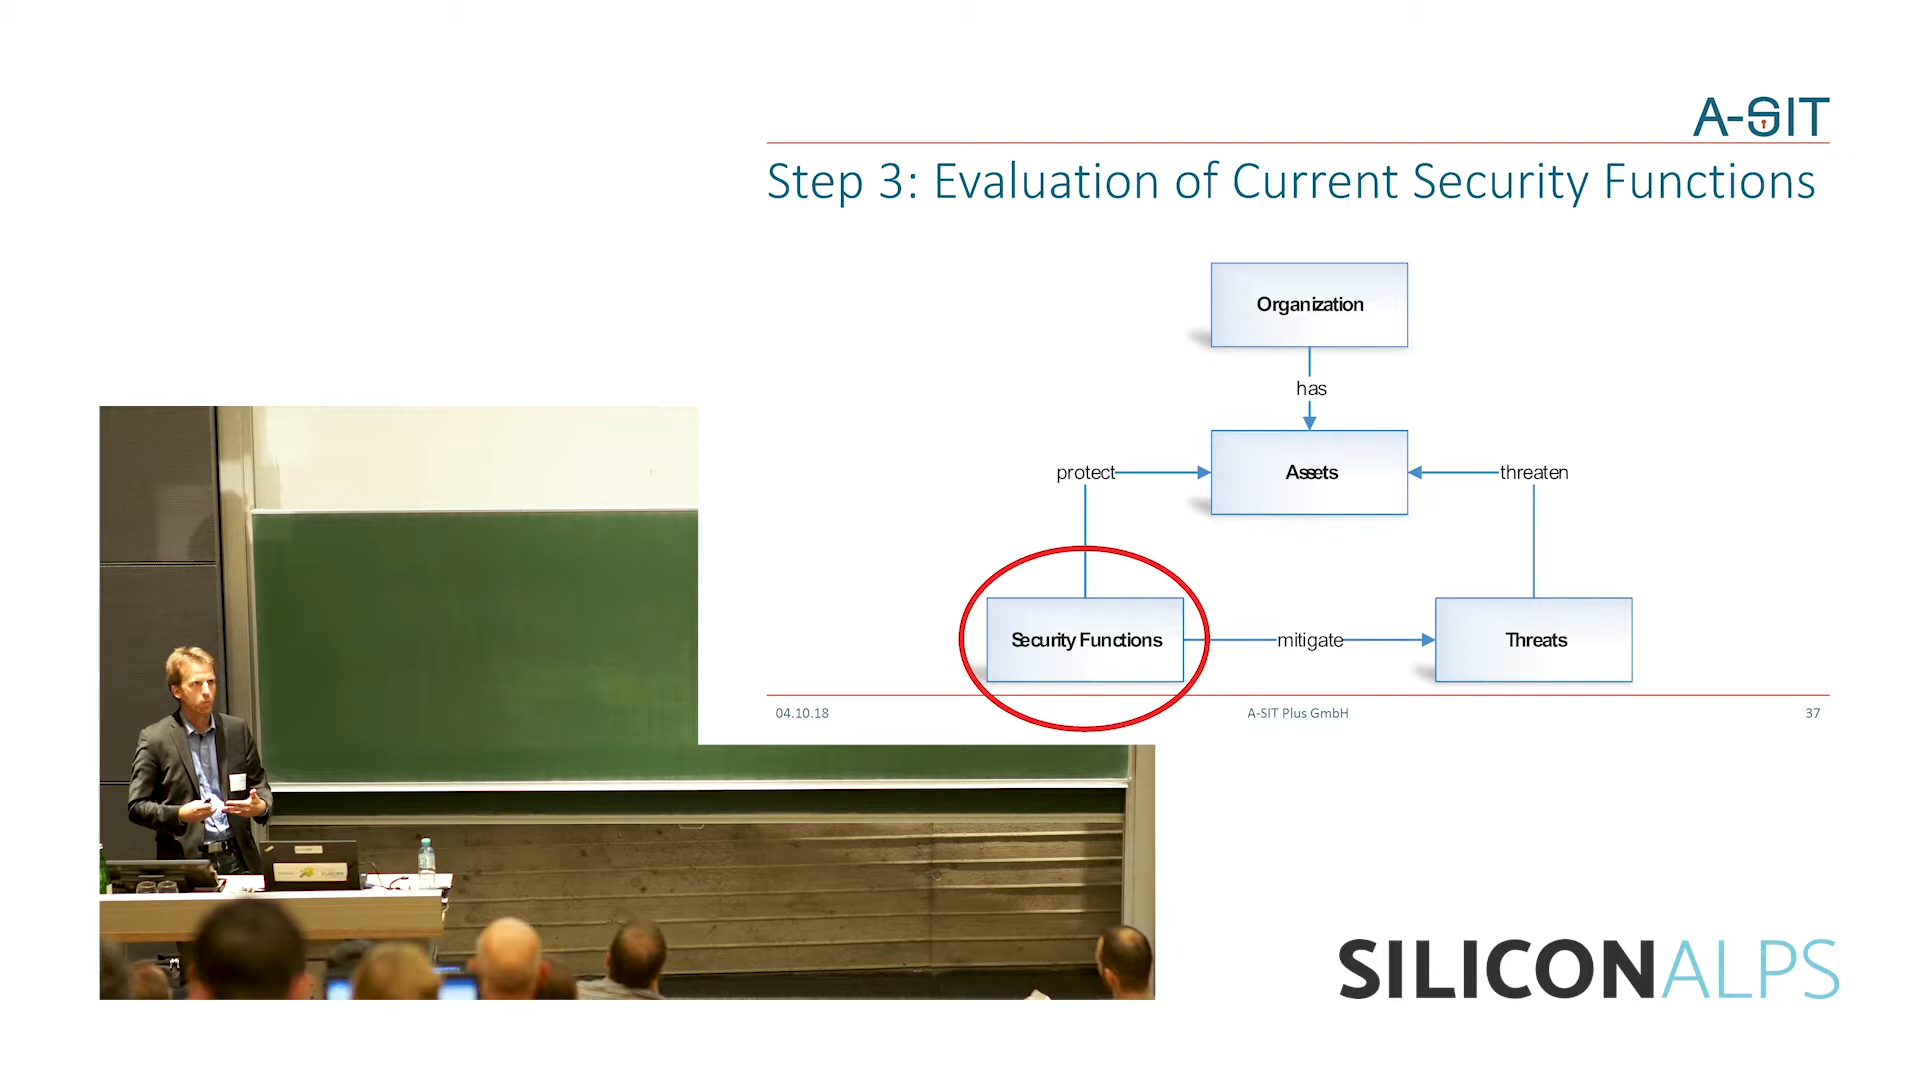 A-SIT
Step 3: Evaluation of Current Security Functions
Organization
has
Assets
protect
threaten
Security Functions
mitigate
Threats
04.10.18
A-SIT Plus GmbH
37
SILICONALPS